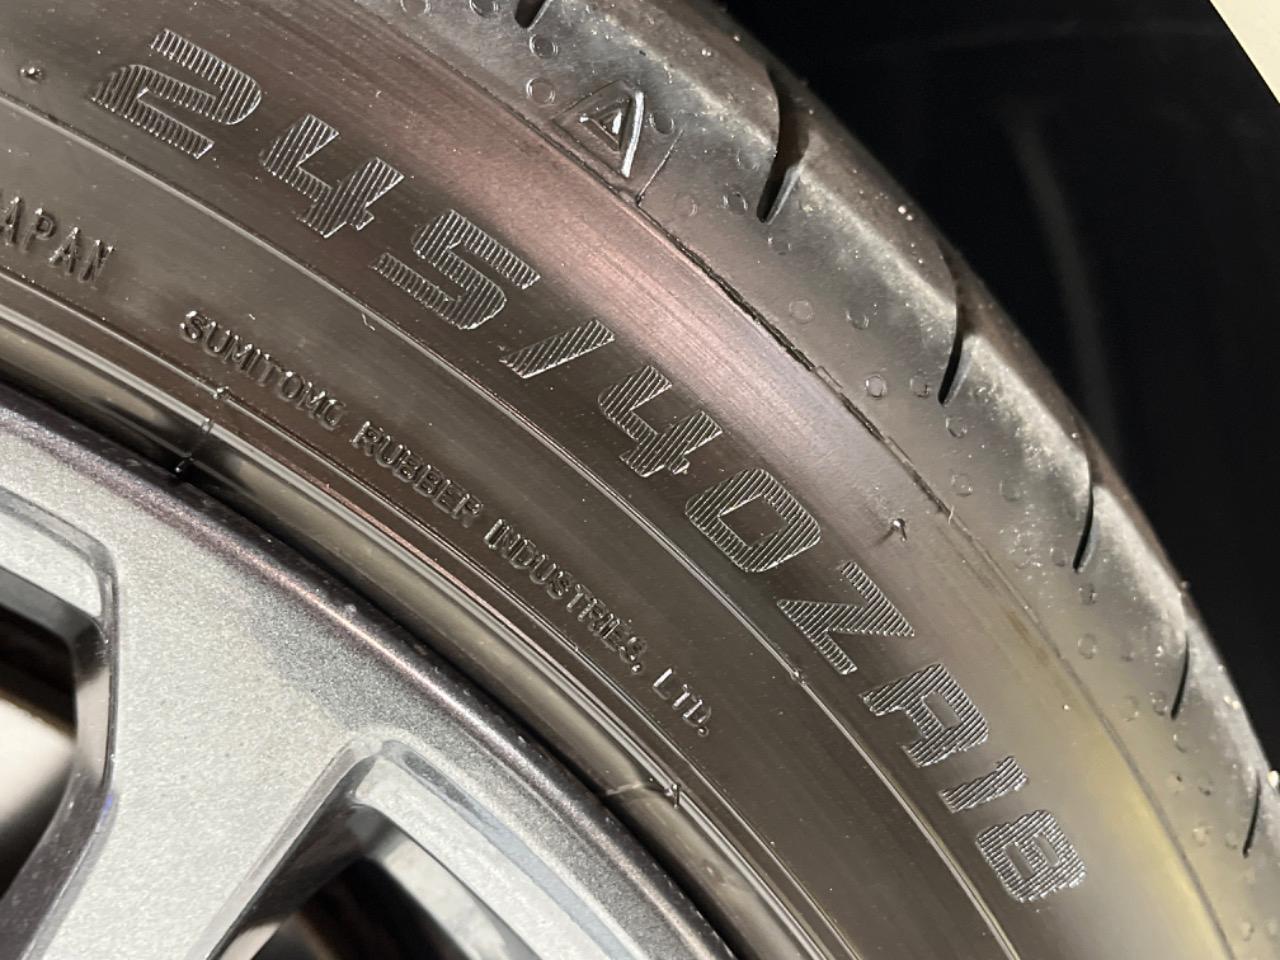 245/40ZR18
JAPAN
SUMITOMO RUBBER INDUSTRIES, LTD.